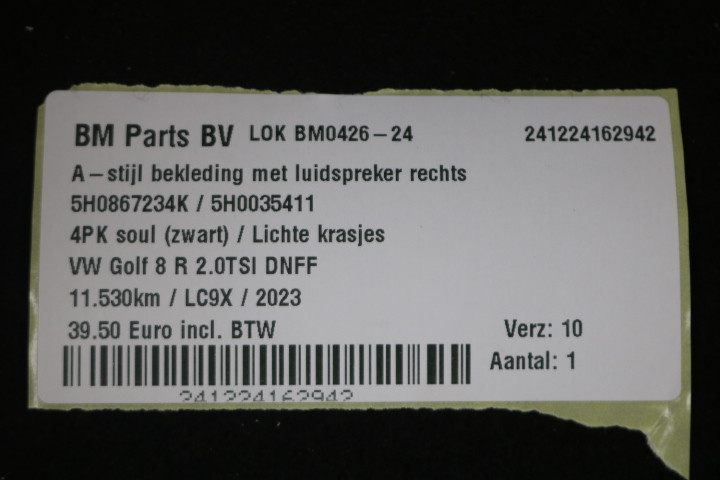 BM Parts BV LOK BM0426-24 241224162942
A-stijl bekleding met luidspreker rechts
5H0867234K / 5H0035411
4PK soul (zwart) / Lichte krasjes
VW Golf 8 R 2.0TSI DNFF
11.530km / LC9X / 2023
39.50 Euro incl. BTW Verz: 10
Aantal: 1
241224162942